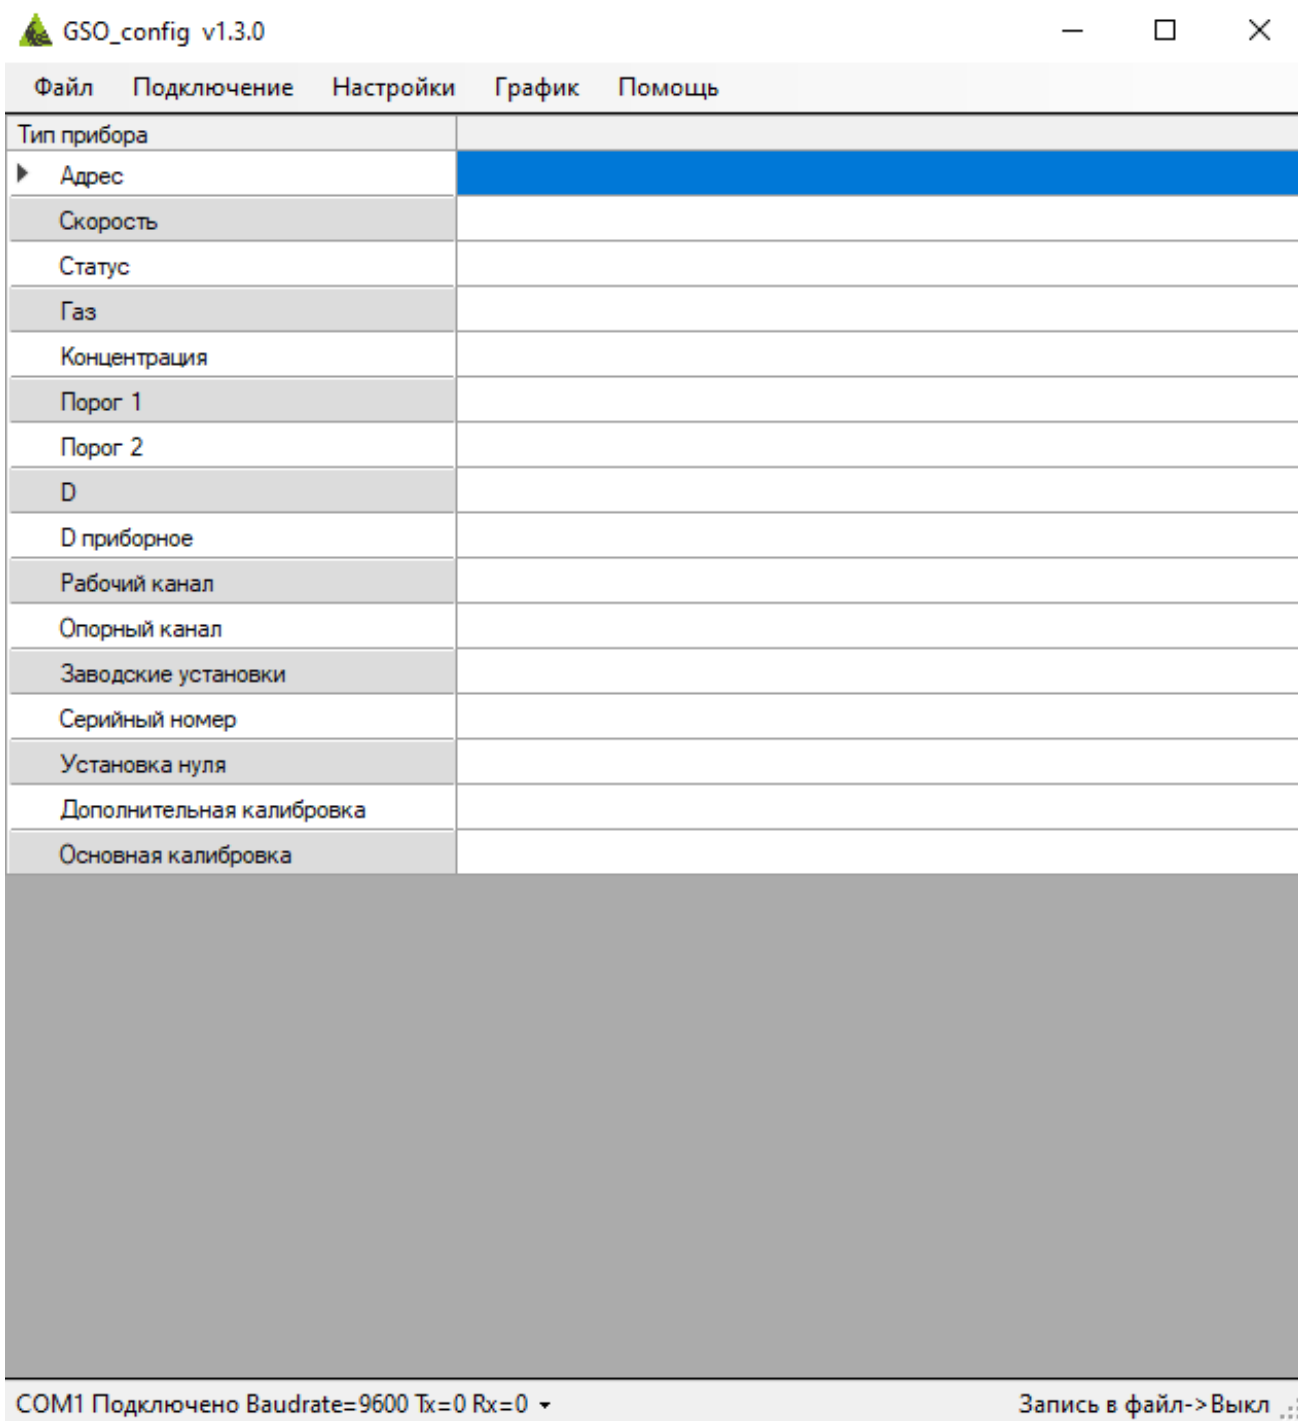 GSO_config v1.3.0
Файл Подключение Настройки График Помощь
Тип прибора
Адрес
Скорость
Статус
Газ
Концентрация
Порог 1
Порог 2
D
D приборное
Рабочий канал
Опорный канал
Заводские установки
Серийный номер
Установка нуля
Дополнительная калибровка
Основная калибровка
COM1 Подключено Baudrate=9600 Tx=0 Rx=0 Запись в файл->Выкл